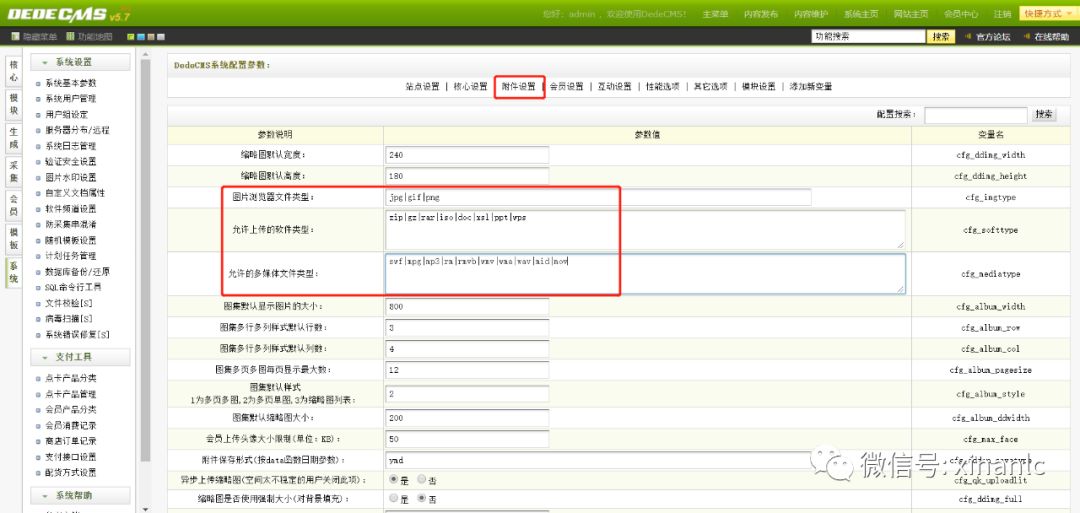 DEDECMS v5.7
您好: admin ，欢迎使用DedeCMS! 主菜单 内容发布 内容维护 系统主页 网站主页 会员中心 注销 快捷方式
隐藏菜单 功能地图 功能搜索 搜索 官方论坛 在线帮助
核心
模块
生成
采集
会员
模板
系统
系统设置
系统基本参数
系统用户管理
用户组设定
服务器分布/远程
系统日志管理
验证安全设置
图片水印设置
自定义文档属性
软件频道设置
防采集串混淆
随机模板设置
计划任务管理
数据库备份/还原
SQL命令行工具
文件校验[S]
病毒扫描[S]
系统错误修复[S]
支付工具
点卡产品分类
点卡产品管理
会员产品分类
会员消费记录
商店订单记录
支付接口设置
配货方式设置
系统帮助
DedeCMS系统配置参数：
站点设置 | 核心设置 | 附件设置 | 会员设置 | 互动设置 | 性能选项 | 其它选项 | 模块设置 | 添加新变量
配置搜索： 搜索
参数说明 参数值 变量名
缩略图默认宽度： 240 cfg_ddimg_width
缩略图默认高度： 180 cfg_ddimg_height
图片浏览器文件类型： jpg|gif|png cfg_imgtype
允许上传的软件类型： zip|gz|rar|iso|doc|xsl|ppt|wps cfg_softtype
允许的多媒体文件类型： swf|mpg|mp3|rm|rmvb|wmv|wma|wav|mid|mov cfg_mediatype
图集默认显示图片的大小： 800 cfg_album_width
图集多行多列样式默认行数： 3 cfg_album_row
图集多行多列样式默认列数： 4 cfg_album_col
图集多页多图每页显示最大数： 12 cfg_album_pagesize
图集默认样式
1为多页多图,2为多页单图,3为缩略图列表： 2 cfg_album_style
图集默认缩略图大小： 200 cfg_album_ddwidth
会员上传头像大小限制(单位：KB)： 50 cfg_max_face
附件保存形式(按data函数日期参数)： ymd
异步上传缩略图(空间太不稳定的用户关闭此项)： 是 否 cfg_qk_uploadlit
缩略图是否使用强制大小(对背景填充)： 是 否 cfg_ddimg_full
微信号: xinantc